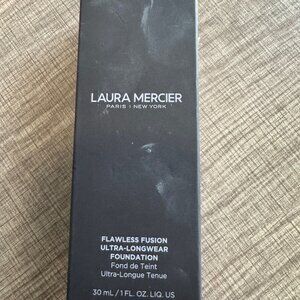 LAURA MERCIER
PARIS | NEW YORK
FLAWLESS FUSION
ULTRA-LONGWEAR
FOUNDATION
Fond de Teint
Ultra-Longue Tenue
30 mL / 1 FL. OZ. LIQ. US